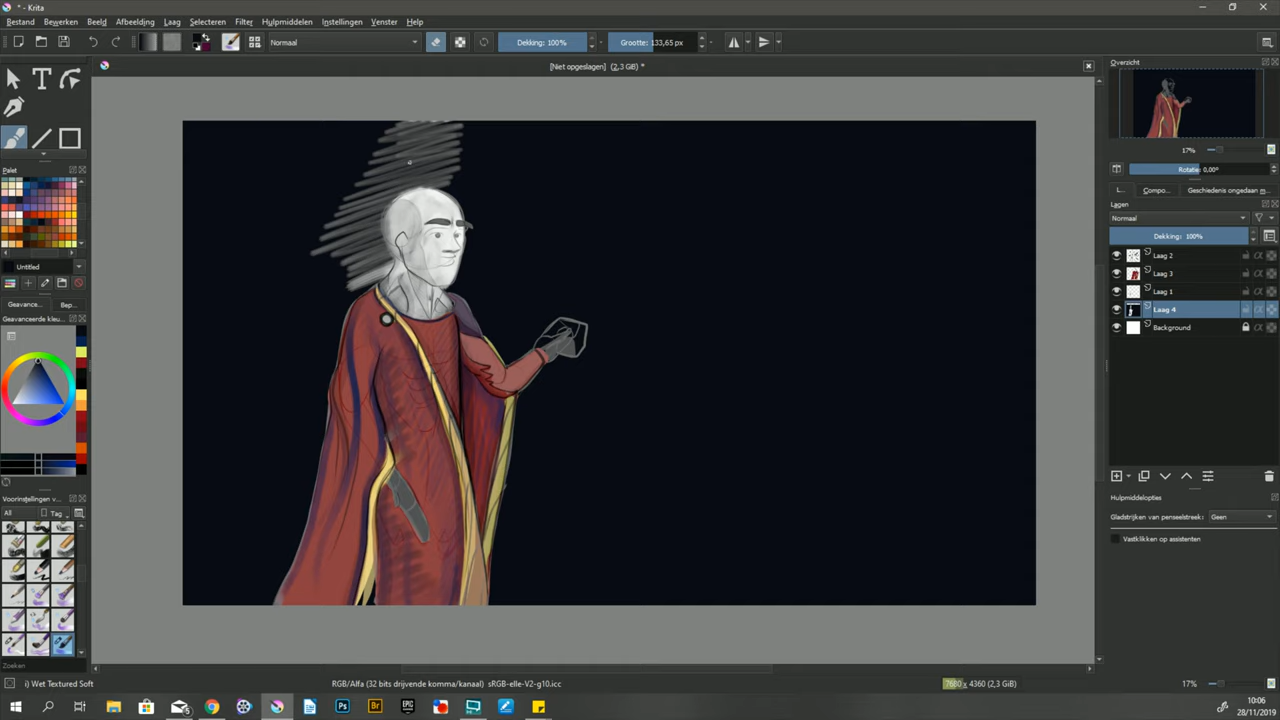 * - Krita
Bestand Bewerken Beeld Afbeelding Laag Selecteren Filter Hulpmiddelen Instellingen Venster Help
Normaal Dekking: 100% Grootte: 133,65 px
[Niet opgeslagen] (2,3 GB) *
Overzicht
17%
Rotatie: 0,00°
Palet
L... Compo... Geschiedenis ongedaan m...
Lagen
Normaal
Dekking: 100%
Laag 2
Untitled
Laag 3
Laag 1
Geavance... Bep...
Laag 4
Geavanceerde kleu...
Background
Hulpmiddelopties
Voorinstellingen v...
All Tag
Gladstrijken van penseelstreek: Geen
Vastklikken op assistenten
Zoeken
i) Wet Textured Soft
RGB/Alfa (32 bits drijvende komma/kanaal) sRGB-elle-V2-g10.icc
7680 x 4360 (2,3 GB)
17%
10:06
28/11/2019